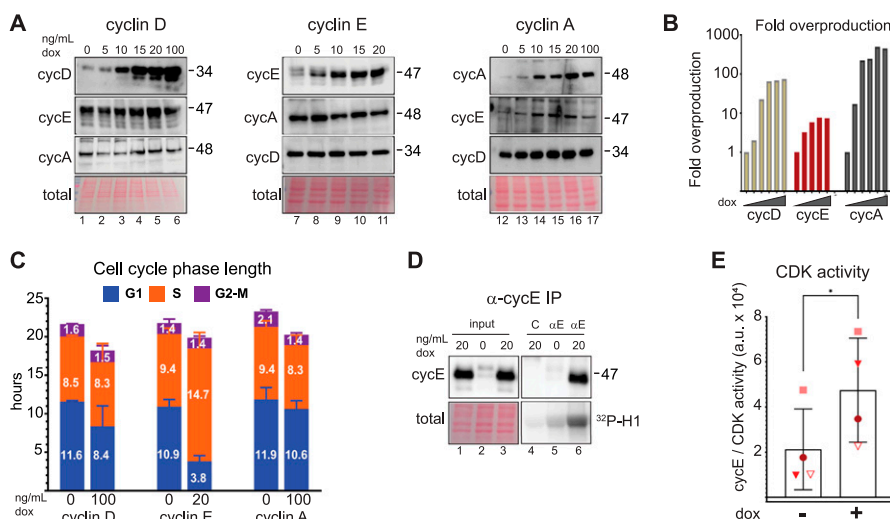 A
cyclin D
ng/mL dox 0 5 10 15 20 100
cycD 34
cycE 47
cycA 48
total
1 2 3 4 5 6
cyclin E
0 5 10 15 20
cycE 47
cycA 48
cycD 34
7 8 9 10 11
cyclin A
0 5 10 15 20 100
cycA 48
cycE 47
cycD 34
total
12 13 14 15 16 17
B
Fold overproduction
Fold overproduction
1000
100
10
1
dox
cycD cycE cycA
C
Cell cycle phase length
G1 S G2-M
hours
25
20
15
10
5
1.6 1.5 1.4 1.4 2.1 1.4
8.5 8.3 9.4 14.7 9.4 8.3
11.6 8.4 10.9 3.8 11.9 10.6
ng/mL dox 0 100 0 20 0 100
cyclin D cyclin E cyclin A
D
α-cycE IP
input C αE αE
ng/mL dox 20 0 20 20 0 20
cycE 47
total 32P-H1
1 2 3 4 5 6
E
CDK activity
*
cycE / CDK activity (a.u. x 10⁴)
8
6
4
2
0
dox - +